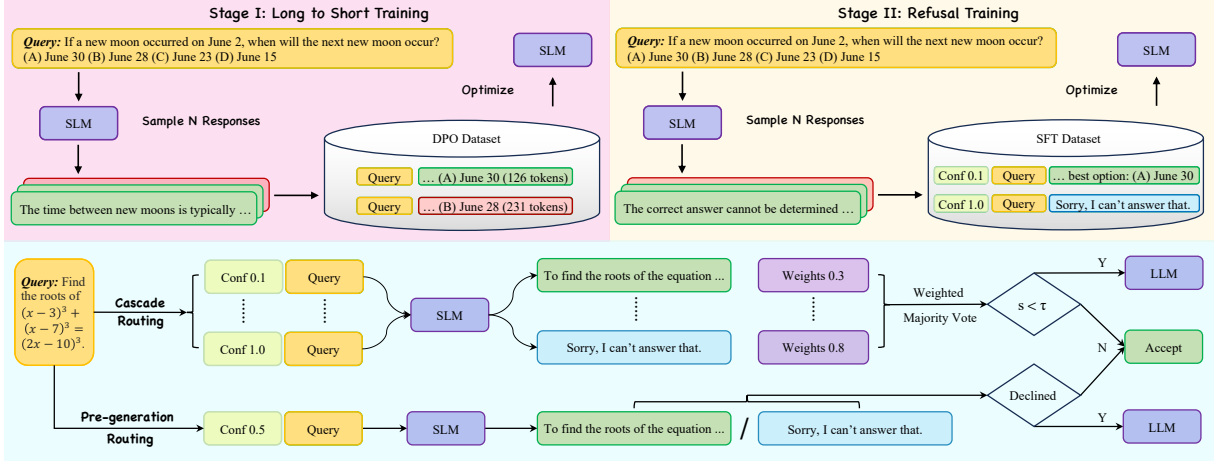 Stage I: Long to Short Training
Query: If a new moon occurred on June 2, when will the next new moon occur?
(A) June 30 (B) June 28 (C) June 23 (D) June 15
SLM
Optimize
SLM
Sample N Responses
DPO Dataset
Query
... (A) June 30 (126 tokens)
Query
... (B) June 28 (231 tokens)
The time between new moons is typically ...
Stage II: Refusal Training
Query: If a new moon occurred on June 2, when will the next new moon occur?
(A) June 30 (B) June 28 (C) June 23 (D) June 15
SLM
Optimize
SLM
Sample N Responses
SFT Dataset
Conf 0.1
Query
... best option: (A) June 30
Conf 1.0
Query
Sorry, I can't answer that.
The correct answer cannot be determined ...
Query: Find
the roots of
(x − 3)³ +
(x − 7)³ =
(2x − 10)³.
Cascade
Routing
Conf 0.1
Query
Conf 1.0
Query
SLM
To find the roots of the equation ...
Sorry, I can't answer that.
Weights 0.3
Weights 0.8
Weighted
Majority Vote
s < τ
Y
LLM
N
Accept
Pre-generation
Routing
Conf 0.5
Query
SLM
To find the roots of the equation ...
/
Sorry, I can't answer that.
Declined
Y
LLM